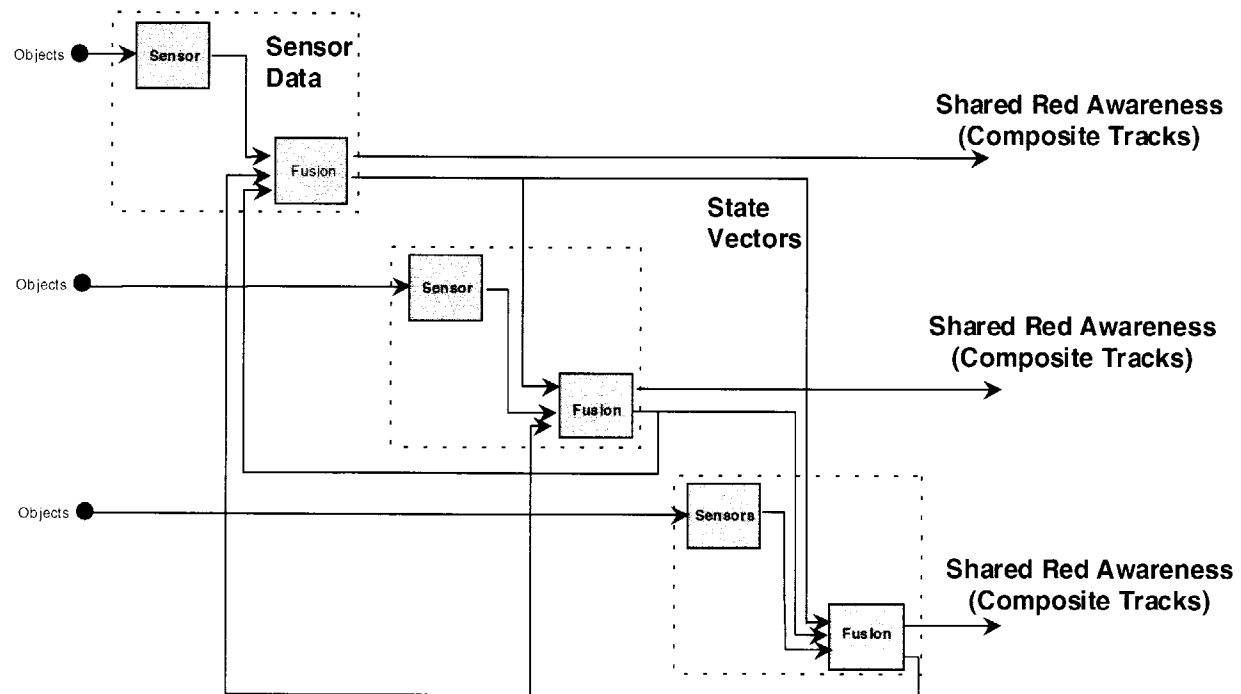 Objects
Sensor
Sensor
Data
Shared Red Awareness
(Composite Tracks)
Fusion
State
Vectors
Objects
Sensor
Shared Red Awareness
(Composite Tracks)
Fusion
Objects
Sensors
Shared Red Awareness
(Composite Tracks)
Fusion